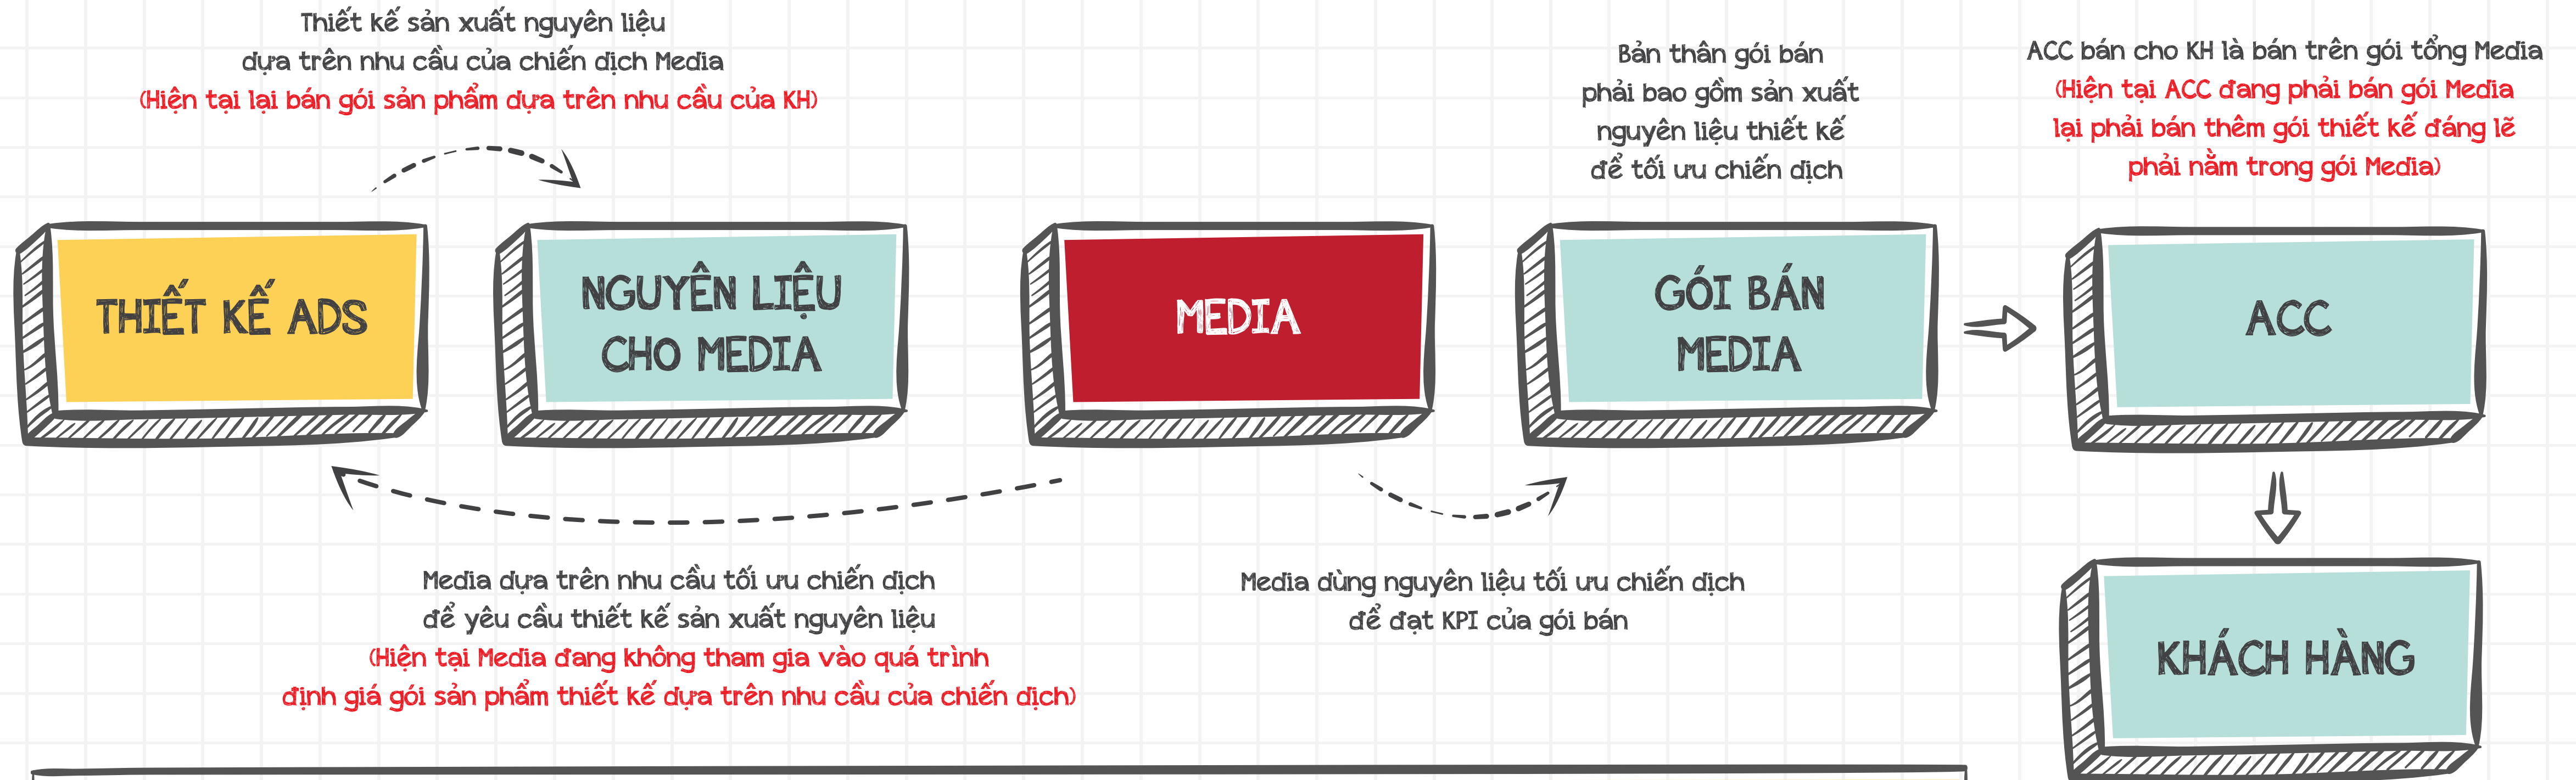 Thiết kế sản xuất nguyên liệu
dựa trên nhu cầu của chiến dịch Media
(Hiện tại lại bán gói sản phẩm dựa trên nhu cầu của KH)
Bản thân gói bán
phải bao gồm sản xuất
nguyên liệu thiết kế
để tối ưu chiến dịch
ACC bán cho KH là bán trên gói tổng Media
(Hiện tại ACC đang phải bán gói Media
lại phải bán thêm gói thiết kế đáng lẽ
phải nằm trong gói Media)
THIẾT KẾ ADS
NGUYÊN LIỆU
CHO MEDIA
MEDIA
GÓI BÁN
MEDIA
ACC
Media dựa trên nhu cầu tối ưu chiến dịch
để yêu cầu thiết kế sản xuất nguyên liệu
(Hiện tại Media đang không tham gia vào quá trình
định giá gói sản phẩm thiết kế dựa trên nhu cầu của chiến dịch)
Media dùng nguyên liệu tối ưu chiến dịch
để đạt KPI của gói bán
KHÁCH HÀNG